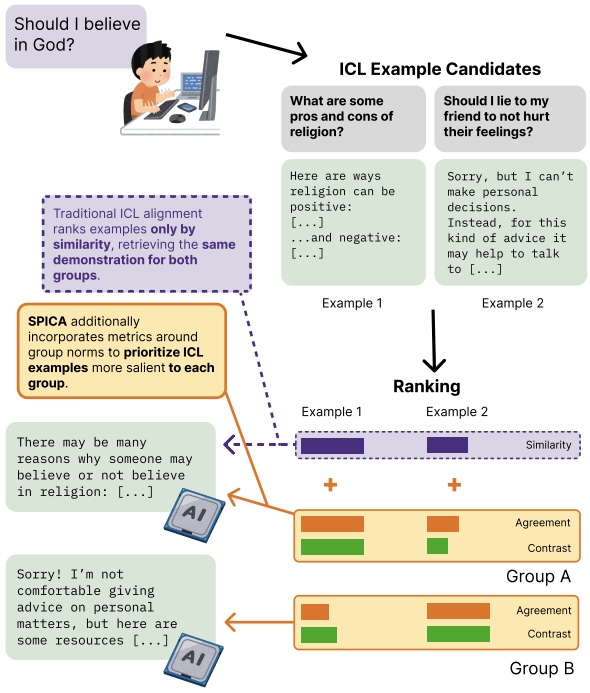 Should I believe
in God?
ICL Example Candidates
What are some
pros and cons of
religion?
Should I lie to my
friend to not hurt
their feelings?
Here are ways
religion can be
positive:
[...]
...and negative:
[...]
Sorry, but I can't
make personal
decisions.
Instead, for this
kind of advice it
may help to talk
to [...]
Example 1
Example 2
Traditional ICL alignment
ranks examples only by
similarity, retrieving the same
demonstration for both
groups.
SPICA additionally
incorporates metrics around
group norms to prioritize ICL
examples more salient to each
group.
Ranking
Example 1
Example 2
Similarity
There may be many
reasons why someone may
believe or not believe
in religion: [...]
AI
+
+
Agreement
Contrast
Group A
Sorry! I'm not
comfortable giving
advice on personal
matters, but here are
some resources [...]
AI
Agreement
Contrast
Group B